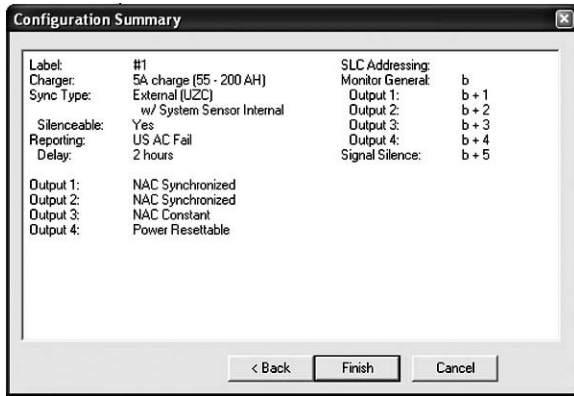 Configuration Summary
Label: #1
Charger: 5A charge (55 - 200 AH)
Sync Type: External (UZC)
w/ System Sensor Internal
Silenceable: Yes
Reporting: US AC Fail
Delay: 2 hours
Output 1: NAC Synchronized
Output 2: NAC Synchronized
Output 3: NAC Constant
Output 4: Power Resettable
SLC Addressing:
Monitor General: b
Output 1: b + 1
Output 2: b + 2
Output 3: b + 3
Output 4: b + 4
Signal Silence: b + 5
< Back
Finish
Cancel